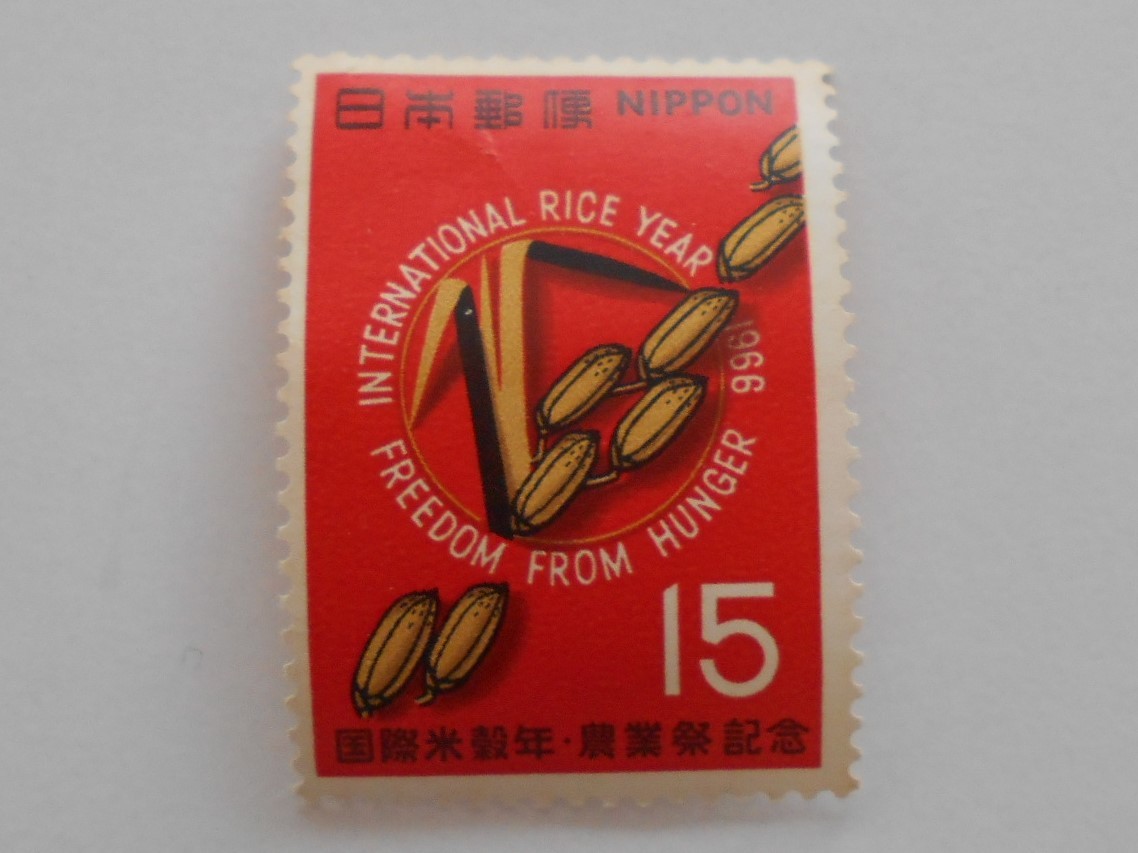 日本郵便 NIPPON
INTERNATIONAL RICE YEAR 1966
FREEDOM FROM HUNGER
15
国際米穀年・農業祭記念